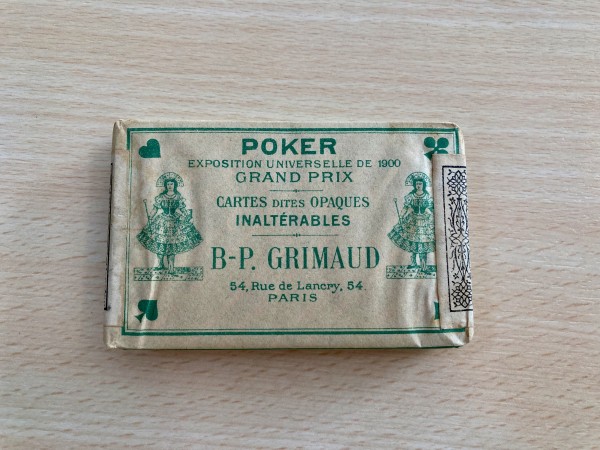 POKER
EXPOSITION UNIVERSELLE DE 1900
GRAND PRIX
CARTES DITES OPAQUES
INALTÉRABLES
B-P. GRIMAUD
54, Rue de Lancry, 54.
PARIS